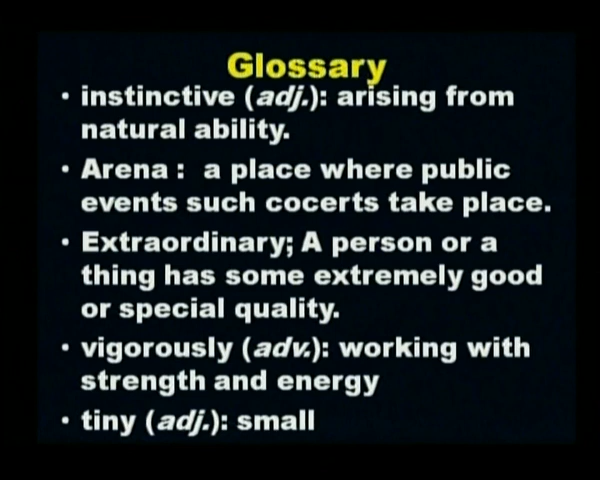 Glossary
• instinctive (adj.): arising from
natural ability.
• Arena : a place where public
events such cocerts take place.
• Extraordinary; A person or a
thing has some extremely good
or special quality.
• vigorously (adv.): working with
strength and energy
• tiny (adj.): small